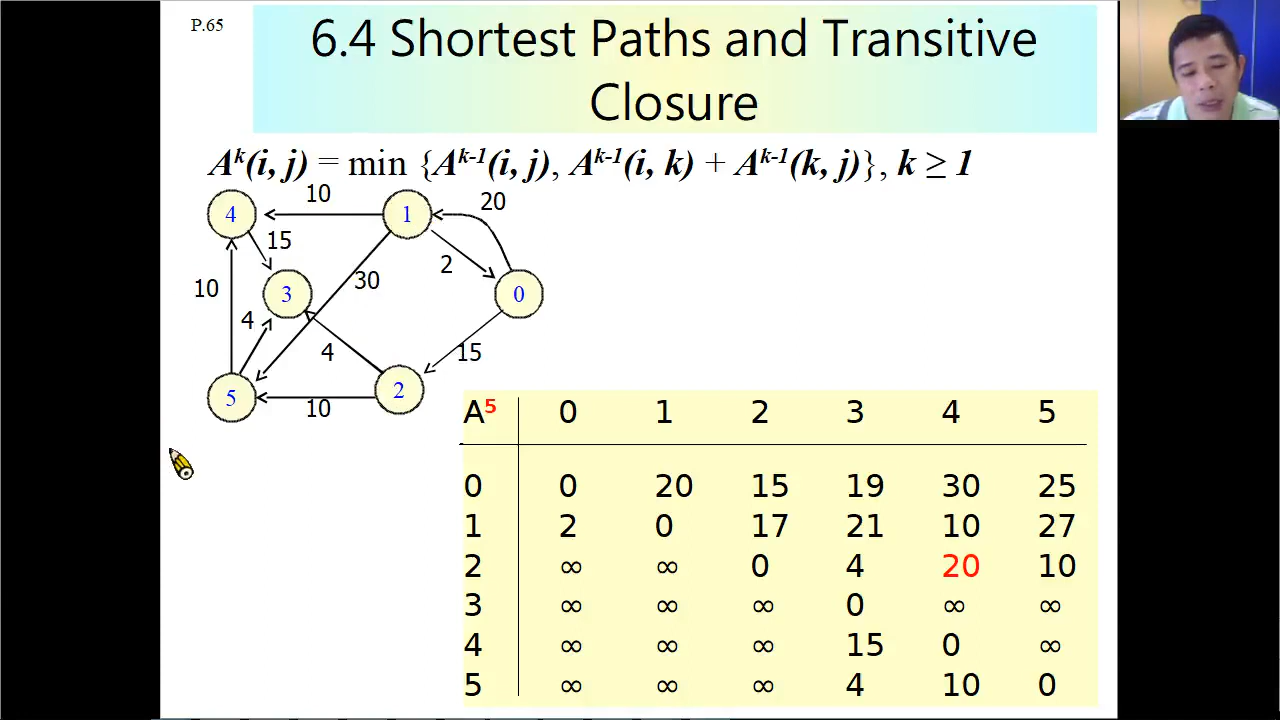 P.65
6.4 Shortest Paths and Transitive
Closure
A^k(i, j) = min {A^k-1(i, j), A^k-1(i, k) + A^k-1(k, j)}, k ≥ 1
10
20
4
1
15
2
30
10
3
0
4
4
15
5
2
10
A^5 0 1 2 3 4 5
0 0 20 15 19 30 25
1 2 0 17 21 10 27
2 ∞ ∞ 0 4 20 10
3 ∞ ∞ ∞ 0 ∞ ∞
4 ∞ ∞ ∞ 15 0 ∞
5 ∞ ∞ ∞ 4 10 0